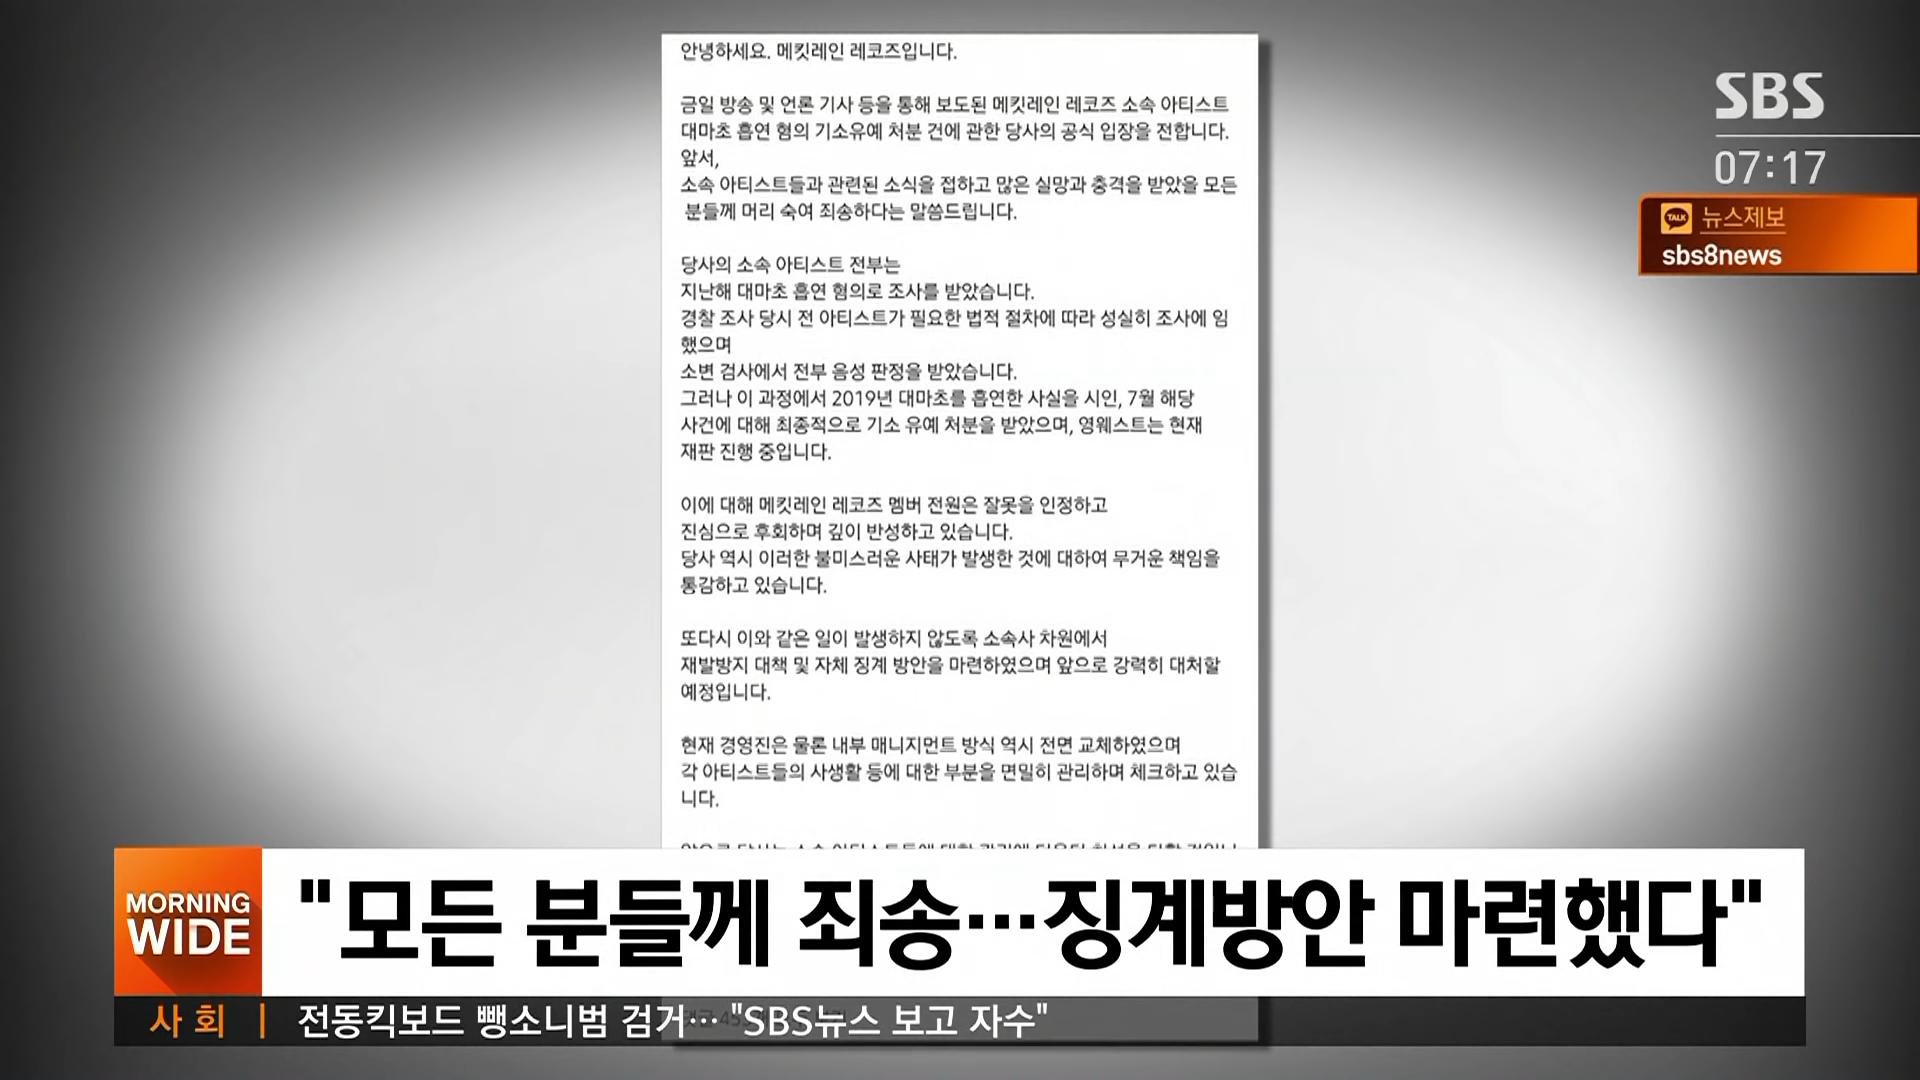 안녕하세요. 메킷레인 레코즈입니다.
금일 방송 및 언론 기사 등을 통해 보도된 메킷레인 레코즈 소속 아티스트
대마초 흡연 혐의 기소유예 처분 건에 관한 당사의 공식 입장을 전합니다.
앞서,
소속 아티스트들과 관련된 소식을 접하고 많은 실망과 충격을 받았을 모든
분들께 머리 숙여 죄송하다는 말씀드립니다.
당사의 소속 아티스트 전부는
지난해 대마초 흡연 혐의로 조사를 받았습니다.
경찰 조사 당시 전 아티스트가 필요한 법적 절차에 따라 성실히 조사에 임
했으며
소변 검사에서 전부 음성 판정을 받았습니다.
그러나 이 과정에서 2019년 대마초를 흡연한 사실을 시인, 7월 해당
사건에 대해 최종적으로 기소 유예 처분을 받았으며, 영웨스트는 현재
재판 진행 중입니다.
이에 대해 메킷레인 레코즈 멤버 전원은 잘못을 인정하고
진심으로 후회하며 깊이 반성하고 있습니다.
당사 역시 이러한 불미스러운 사태가 발생한 것에 대하여 무거운 책임을
통감하고 있습니다.
또다시 이와 같은 일이 발생하지 않도록 소속사 차원에서
재발방지 대책 및 자체 징계 방안을 마련하였으며 앞으로 강력히 대처할
예정입니다.
현재 경영진은 물론 내부 매니지먼트 방식 역시 전면 교체하였으며
각 아티스트들의 사생활 등에 대한 부분을 면밀히 관리하며 체크하고 있습
니다.
SBS
07:17
TALK 뉴스제보
sbs8news
MORNING
WIDE
"모든 분들께 죄송…징계방안 마련했다"
사회 | 전동킥보드 뺑소니범 검거… "SBS뉴스 보고 자수"